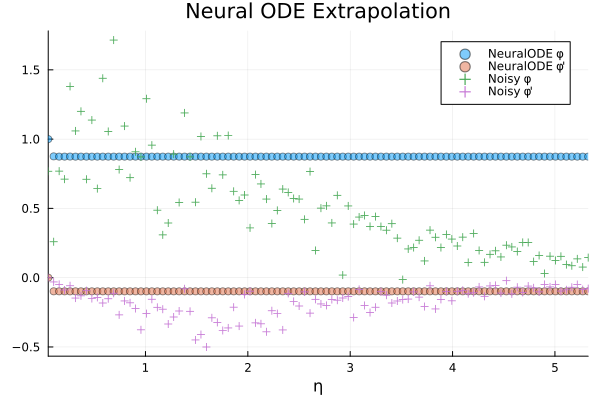 Neural ODE Extrapolation
NeuralODE φ
NeuralODE φ'
Noisy φ
Noisy φ'
1.5
1.0
0.5
0.0
−0.5
1 2 3 4 5
η